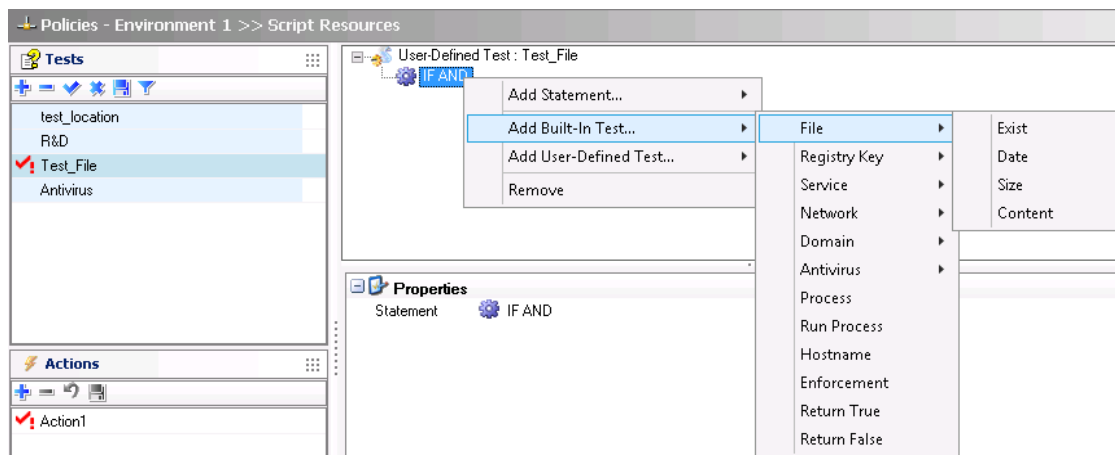 Policies - Environment 1 >> Script Resources
Tests
test_location
R&D
Test_File
Antivirus
Actions
Action1
User-Defined Test : Test_File
IF AND
Add Statement...
Add Built-In Test...
Add User-Defined Test...
Remove
File
Registry Key
Service
Network
Domain
Antivirus
Process
Run Process
Hostname
Enforcement
Return True
Return False
Exist
Date
Size
Content
Properties
Statement IF AND